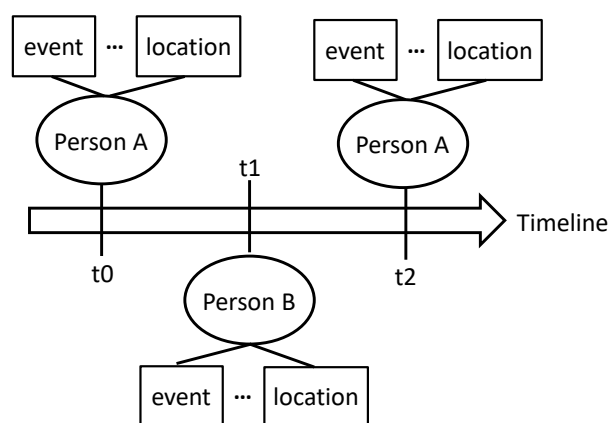 event ... location
event ... location
Person A
Person A
t1
Timeline
t0
t2
Person B
event ... location